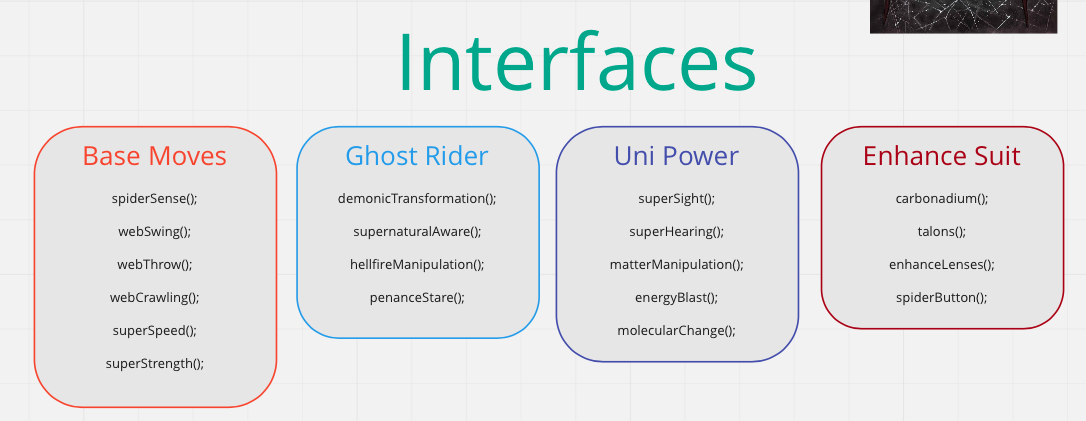 Interfaces
Base Moves
spiderSense();
webSwing();
webThrow();
webCrawling();
superSpeed();
superStrength();
Ghost Rider
demonicTransformation();
supernaturalAware();
hellfireManipulation();
penanceStare();
Uni Power
superSight();
superHearing();
matterManipulation();
energyBlast();
molecularChange();
Enhance Suit
carbonadium();
talons();
enhanceLenses();
spiderButton();